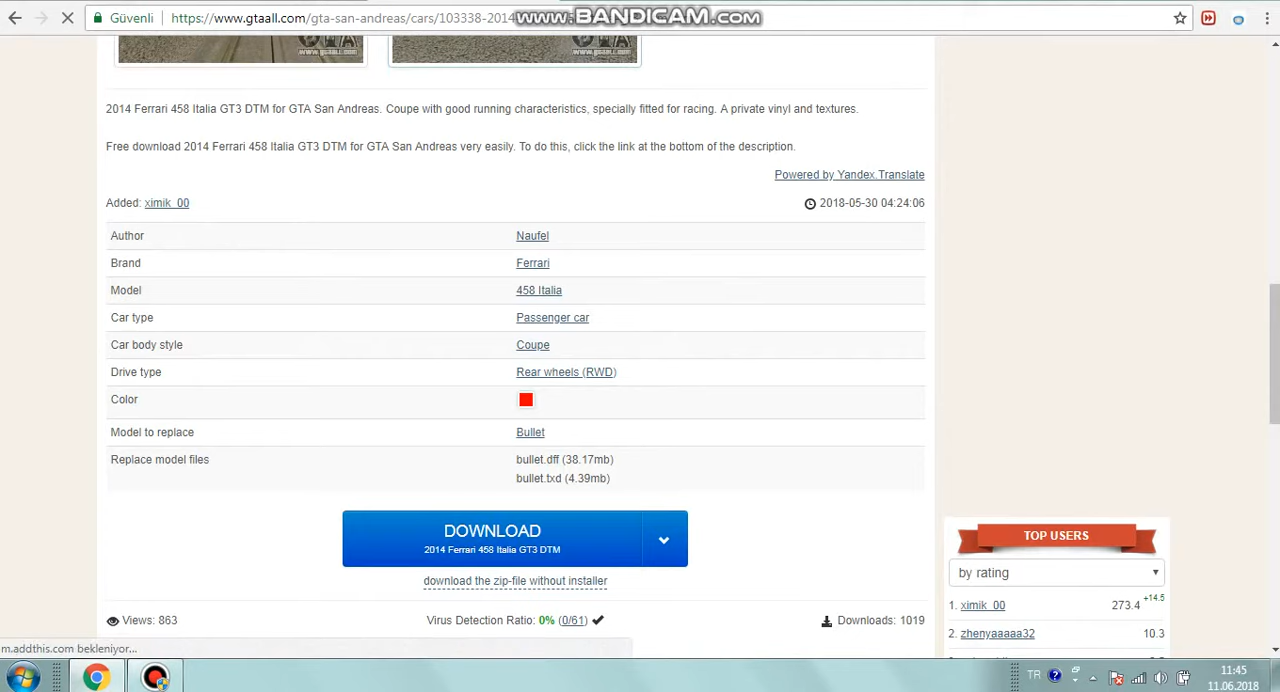 Güvenli
https://www.gtaall.com/gta-san-andreas/cars/103338-2014
www.BANDICAM.com
www.gtaall.com
www.gtaall.com
2014 Ferrari 458 Italia GT3 DTM for GTA San Andreas. Coupe with good running characteristics, specially fitted for racing. A private vinyl and textures.
Free download 2014 Ferrari 458 Italia GT3 DTM for GTA San Andreas very easily. To do this, click the link at the bottom of the description.
Powered by Yandex.Translate
Added: ximik_00
2018-05-30 04:24:06
Author Naufel
Brand Ferrari
Model 458 Italia
Car type Passenger car
Car body style Coupe
Drive type Rear wheels (RWD)
Color
Model to replace Bullet
Replace model files bullet.dff (38.17mb)
bullet.txd (4.39mb)
DOWNLOAD
2014 Ferrari 458 Italia GT3 DTM
download the zip-file without installer
Views: 863
Virus Detection Ratio: 0% (0/61)
Downloads: 1019
TOP USERS
by rating
1. ximik_00 273.4 +14.5
2. zhenyaaaaa32 10.3
m.addthis.com bekleniyor...
TR
11:45
11.06.2018